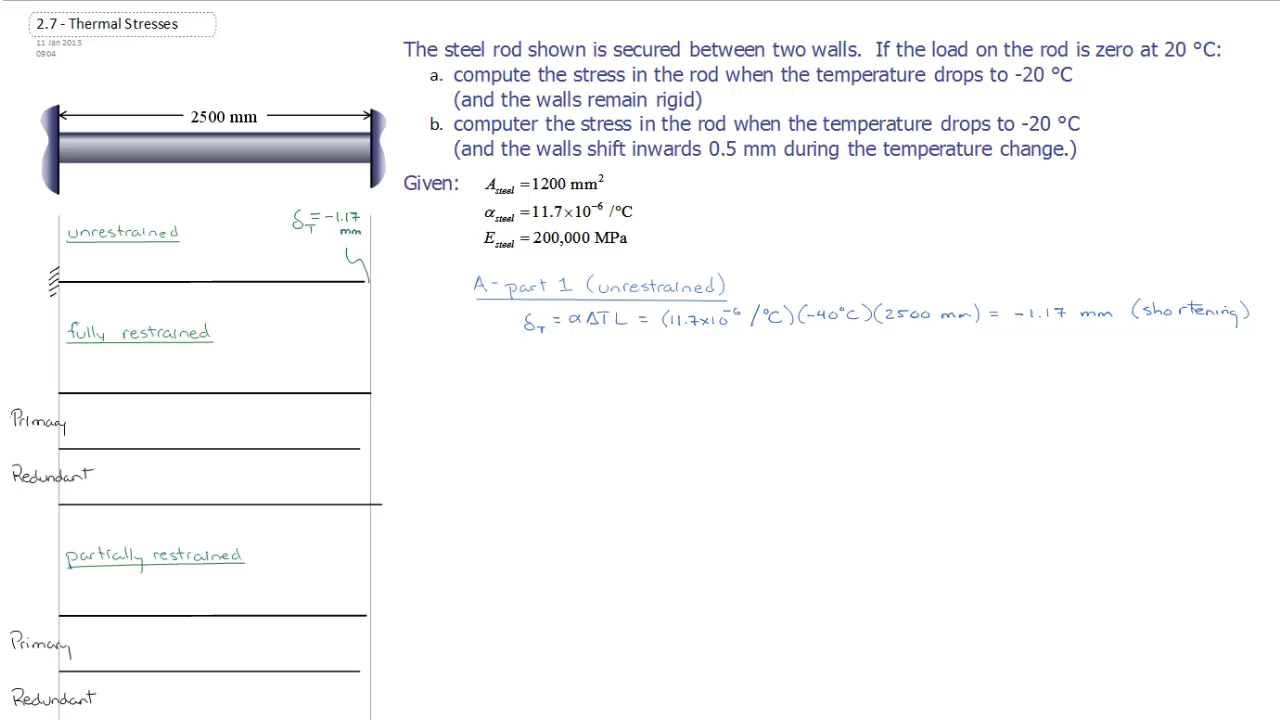 2.7 - Thermal Stresses
11 Jan 2013
0904
The steel rod shown is secured between two walls. If the load on the rod is zero at 20 °C:
a. compute the stress in the rod when the temperature drops to -20 °C
(and the walls remain rigid)
b. computer the stress in the rod when the temperature drops to -20 °C
(and the walls shift inwards 0.5 mm during the temperature change.)
2500 mm
Given: A_steel = 1200 mm²
α_steel = 11.7×10⁻⁶ /°C
E_steel = 200,000 MPa
unrestrained
δ_T = -1.17 mm
A - part 1 (unrestrained)
δ_T = α ΔT L = (11.7×10⁻⁶ /°C)(-40°C)(2500 mm) = -1.17 mm (shortening)
fully restrained
Primary
Redundant
partially restrained
Primary
Redundant